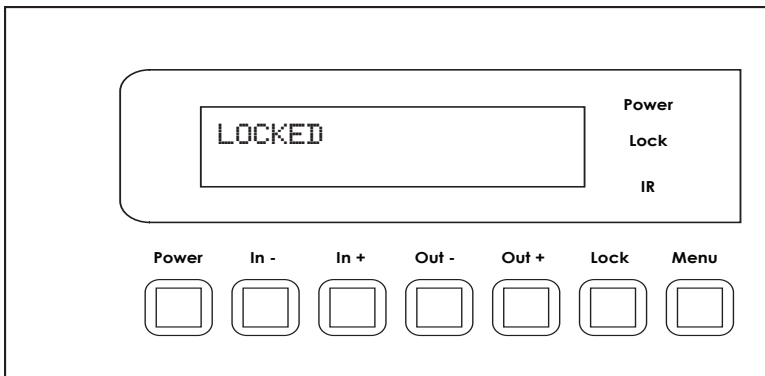 LOCKED
Power
Lock
IR
Power In - In + Out - Out + Lock Menu